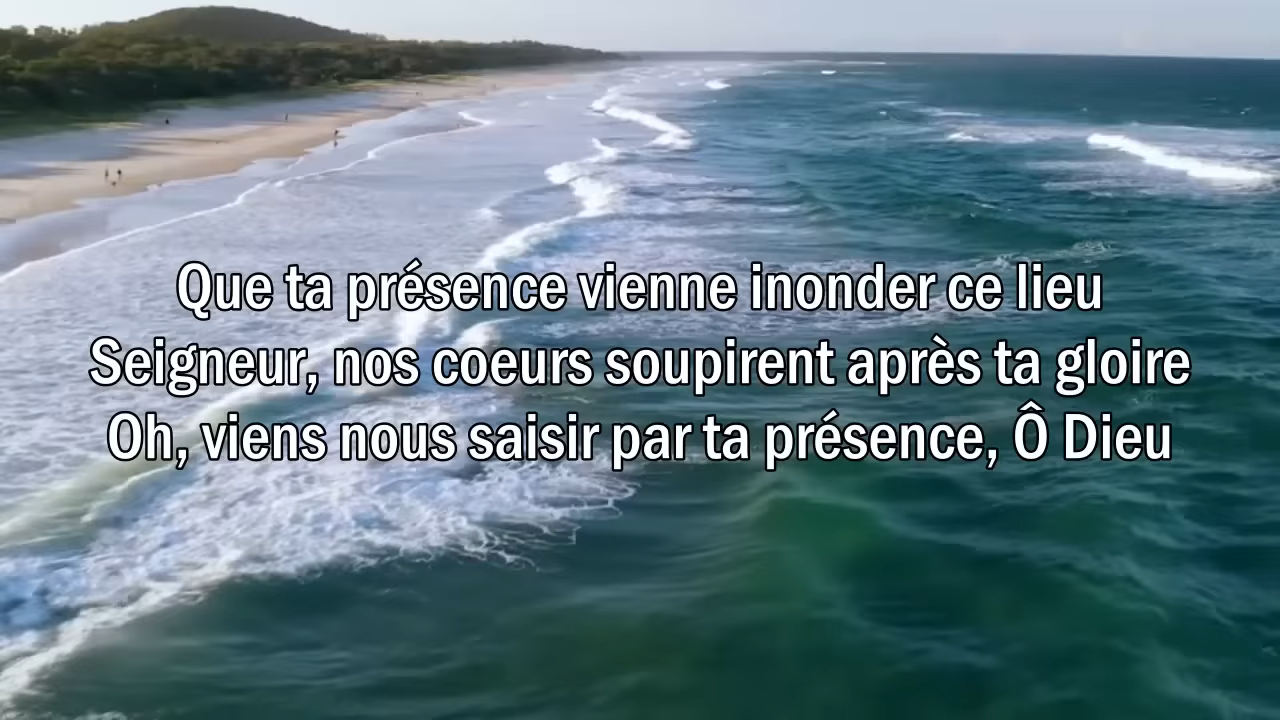 Que ta présence vienne inonder ce lieu
Seigneur, nos coeurs soupirent après ta gloire
Oh, viens nous saisir par ta présence, Ô Dieu